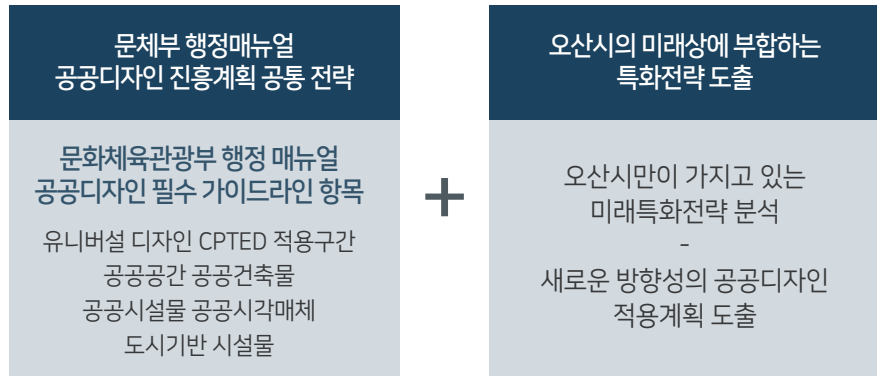 문체부 행정매뉴얼
공공디자인 진흥계획 공통 전략
문화체육관광부 행정 매뉴얼
공공디자인 필수 가이드라인 항목
유니버설 디자인 CPTED 적용구간
공공공간 공공건축물
공공시설물 공공시각매체
도시기반 시설물
+
오산시의 미래상에 부합하는
특화전략 도출
오산시만이 가지고 있는
미래특화전략 분석
-
새로운 방향성의 공공디자인
적용계획 도출